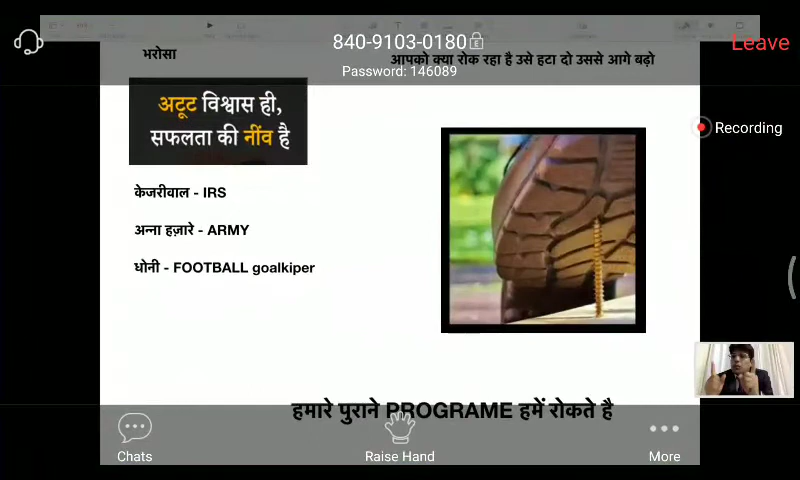 840-9103-0180
Password: 146089
Leave
भरोसा
आपको क्या रोक रहा है उसे हटा दो उससे आगे बढ़ो
अटूट विश्वास ही,
सफलता की नींव है
Recording
केजरीवाल - IRS
अन्ना हज़ारे - ARMY
धोनी - FOOTBALL goalkiper
हमारे पुराने PROGRAME हमें रोकते है
Chats
Raise Hand
More